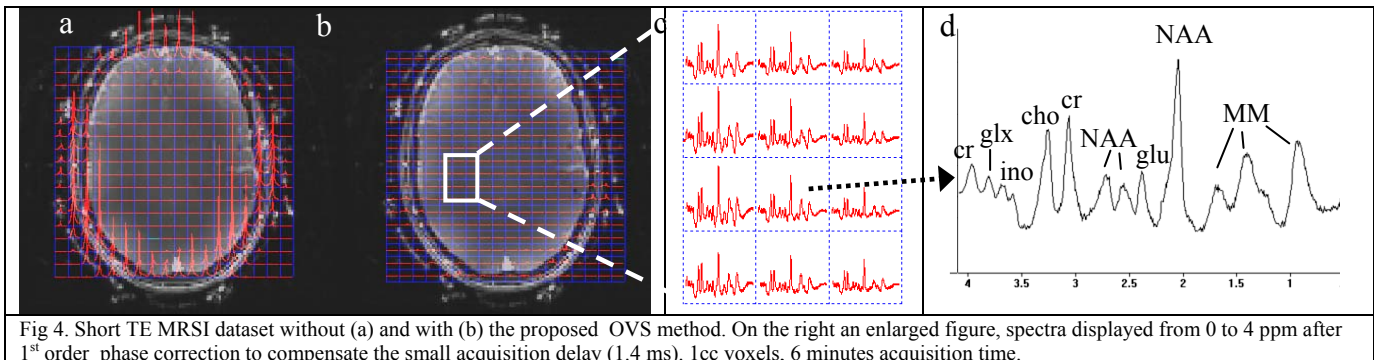 a
b
c
d
NAA
cr
cho
NAA
MM
glx
glu
cr
ino
4
3.5
3
2.5
2
1.5
1
Fig 4. Short TE MRSI dataset without (a) and with (b) the proposed OVS method. On the right an enlarged figure, spectra displayed from 0 to 4 ppm after
1st order phase correction to compensate the small acquisition delay (1.4 ms). 1cc voxels, 6 minutes acquisition time.